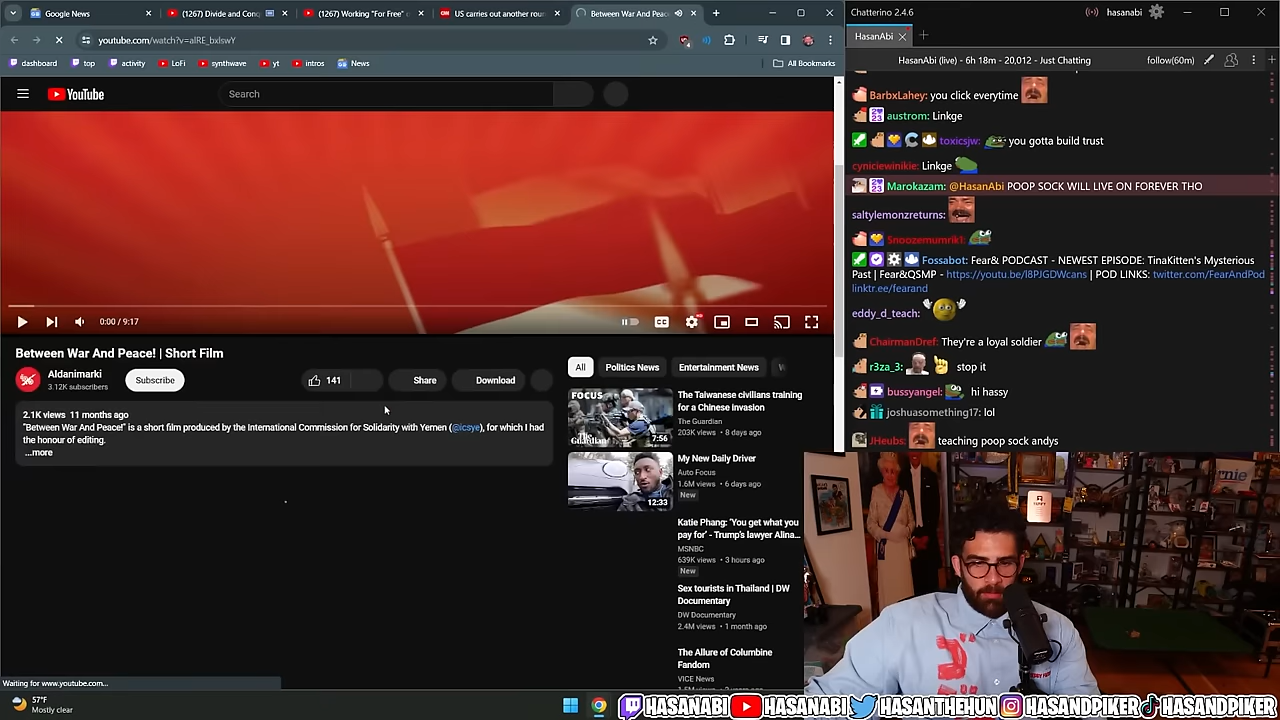 Google News
(1267) Divide and Conq
(1267) Working "For Free"
US carries out another roun
Between War And Peac
youtube.com/watch?v=aIRE_bxlswY
dashboard
top
activity
LoFi
synthwave
yt
intros
News
All Bookmarks
YouTube
Search
0:00 / 9:17
Between War And Peace! | Short Film
Aldanimarki
3.12K subscribers
Subscribe
141
Share
Download
2.1K views 11 months ago
"Between War And Peace!" is a short film produced by the International Commission for Solidarity with Yemen (@icsye), for which I had
the honour of editing.
...more
All
Politics News
Entertainment News
FOCUS
The Guardian
7:56
The Taiwanese civilians training
for a Chinese invasion
The Guardian
203K views • 8 days ago
12:33
My New Daily Driver
Auto Focus
1.6M views • 6 days ago
New
Katie Phang: 'You get what you
pay for' - Trump's lawyer Alina...
MSNBC
639K views • 3 hours ago
New
Sex tourists in Thailand | DW
Documentary
DW Documentary
2.4M views • 1 month ago
The Allure of Columbine
Fandom
VICE News
Waiting for www.youtube.com...
57°F
Mostly clear
Chatterino 2.4.6
hasanabi
HasanAbi
HasanAbi (live) - 6h 18m - 20,012 - Just Chatting
follow(60m)
BarbxLahey: you click everytime
austrom: Linkge
toxicsjw: you gotta build trust
cyniciewinikie: Linkge
Marokazam: @HasanAbi POOP SOCK WILL LIVE ON FOREVER THO
saltylemonzreturns:
Snoozemumrik1:
Fossabot: Fear& PODCAST - NEWEST EPISODE: TinaKitten's Mysterious
Past | Fear&QSMP - https://youtu.be/l8PJGDWcans | POD LINKS: twitter.com/FearAndPod
linktr.ee/fearand
eddy_d_teach:
ChairmanDref: They're a loyal soldier
r3za_3: stop it
bussyangel: hi hassy
joshuasomething17: lol
JHeubs: teaching poop sock andys
HASANABI
HASANABI
HASANTHEHUN
HASANDPIKER
HASANDPIKER